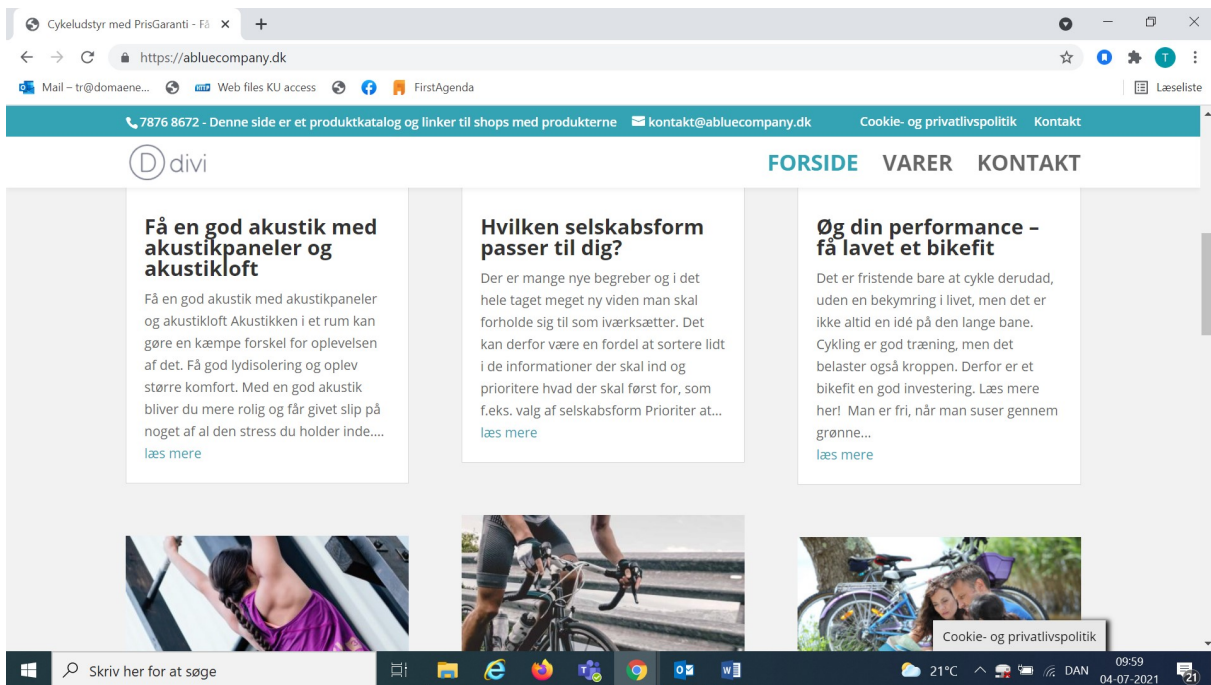 Cykeludstyr med PrisGaranti - Få
https://abluecompany.dk
Mail – tr@domaene...
Web files KU access
FirstAgenda
Læseliste
7876 8672 - Denne side er et produktkatalog og linker til shops med produkterne
kontakt@abluecompany.dk
Cookie- og privatlivspolitik
Kontakt
D divi
FORSIDE
VARER
KONTAKT
Få en god akustik med
akustikpaneler og
akustikloft
Få en god akustik med akustikpaneler
og akustikloft Akustikken i et rum kan
gøre en kæmpe forskel for oplevelsen
af det. Få god lydisolering og oplev
større komfort. Med en god akustik
bliver du mere rolig og får givet slip på
noget af al den stress du holder inde....
læs mere
Hvilken selskabsform
passer til dig?
Der er mange nye begreber og i det
hele taget meget ny viden man skal
forholde sig til som iværksætter. Det
kan derfor være en fordel at sortere lidt
i de informationer der skal ind og
prioritere hvad der skal først for, som
f.eks. valg af selskabsform Prioriter at...
læs mere
Øg din performance –
få lavet et bikefit
Det er fristende bare at cykle derudad,
uden en bekymring i livet, men det er
ikke altid en idé på den lange bane.
Cykling er god træning, men det
belaster også kroppen. Derfor er et
bikefit en god investering. Læs mere
her! Man er fri, når man suser gennem
grønne...
læs mere
Cookie- og privatlivspolitik
Skriv her for at søge
21°C
DAN
09:59
04-07-2021
21